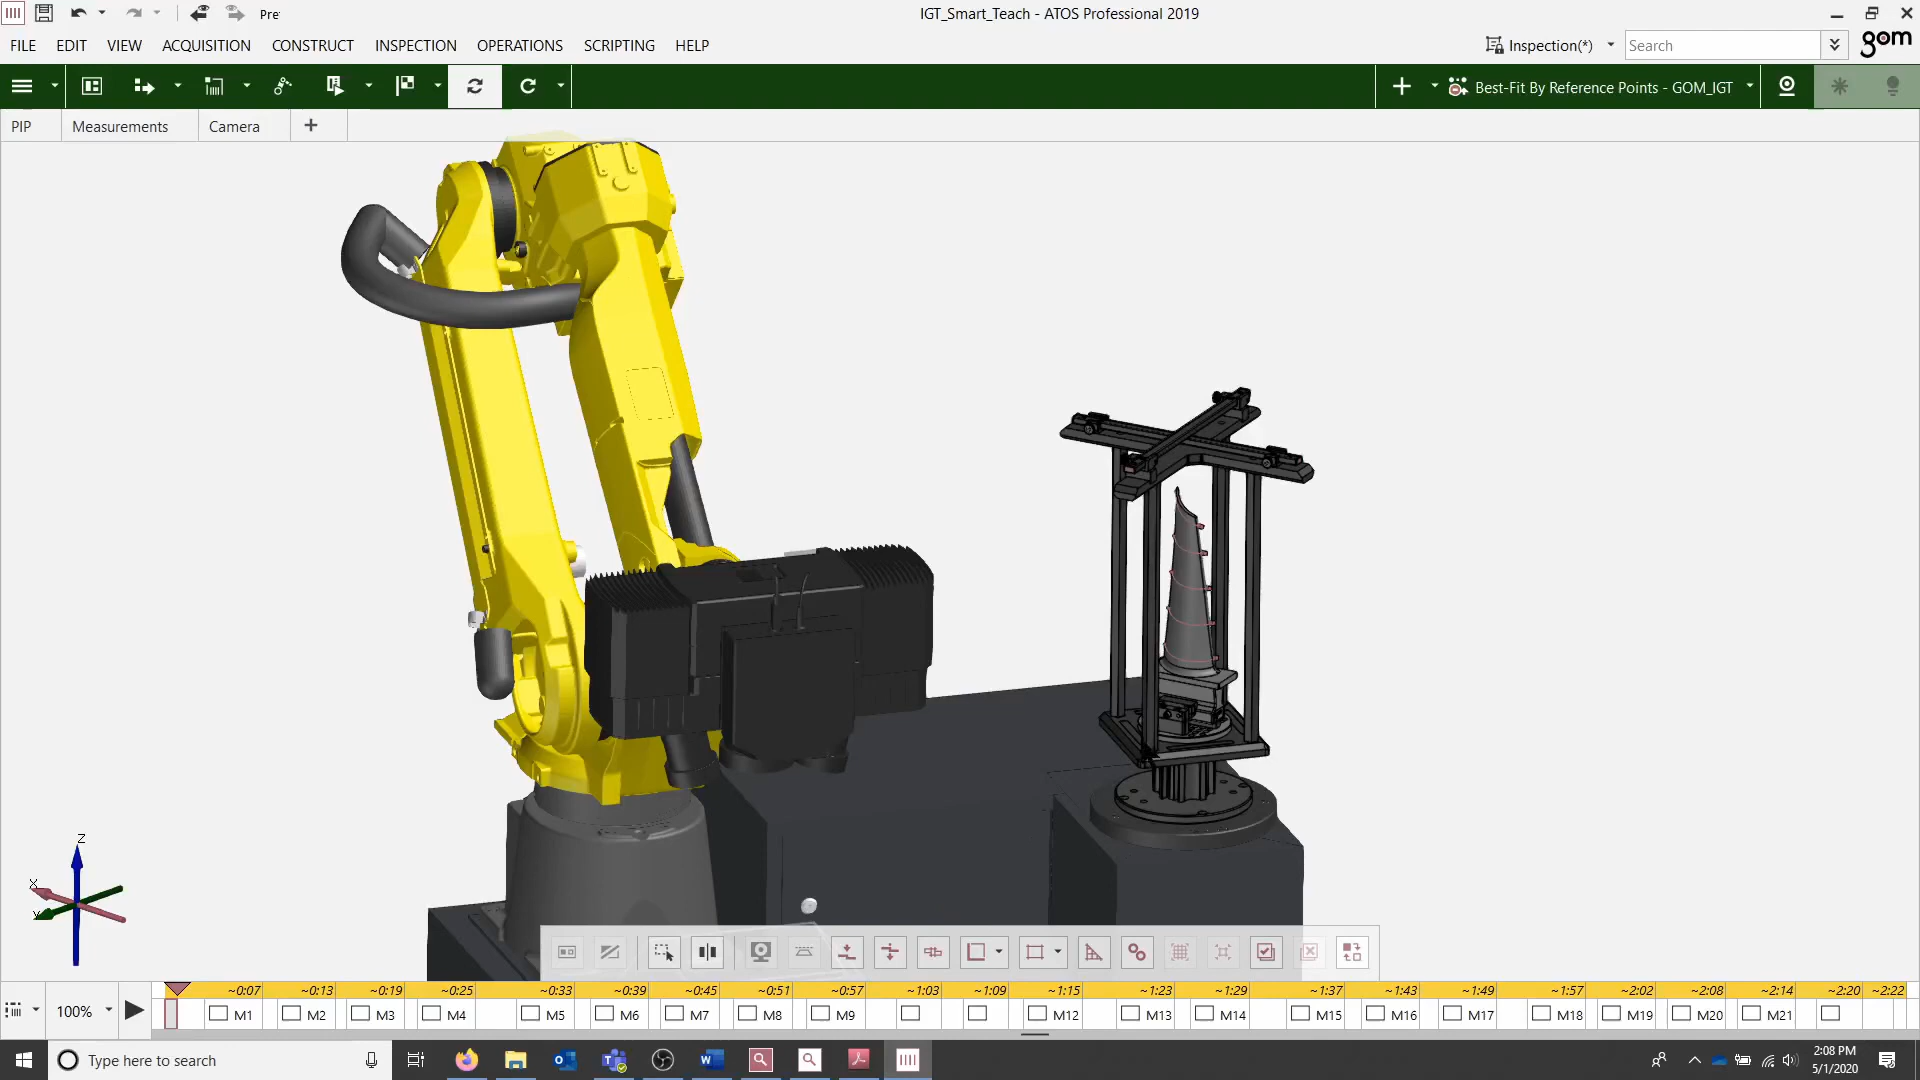 Pre
IGT_Smart_Teach - ATOS Professional 2019
FILE EDIT VIEW ACQUISITION CONSTRUCT INSPECTION OPERATIONS SCRIPTING HELP
Inspection(*)
Search
gom
Best-Fit By Reference Points - GOM_IGT
PIP Measurements Camera
Z
X
Y
~0:07 ~0:13 ~0:19 ~0:25 ~0:33 ~0:39 ~0:45 ~0:51 ~0:57 ~1:03 ~1:09 ~1:15 ~1:23 ~1:29 ~1:37 ~1:43 ~1:49 ~1:57 ~2:02 ~2:08 ~2:14 ~2:20 ~2:22
100% M1 M2 M3 M4 M5 M6 M7 M8 M9 M12 M13 M14 M15 M16 M17 M18 M19 M20 M21
Type here to search
2:08 PM
5/1/2020